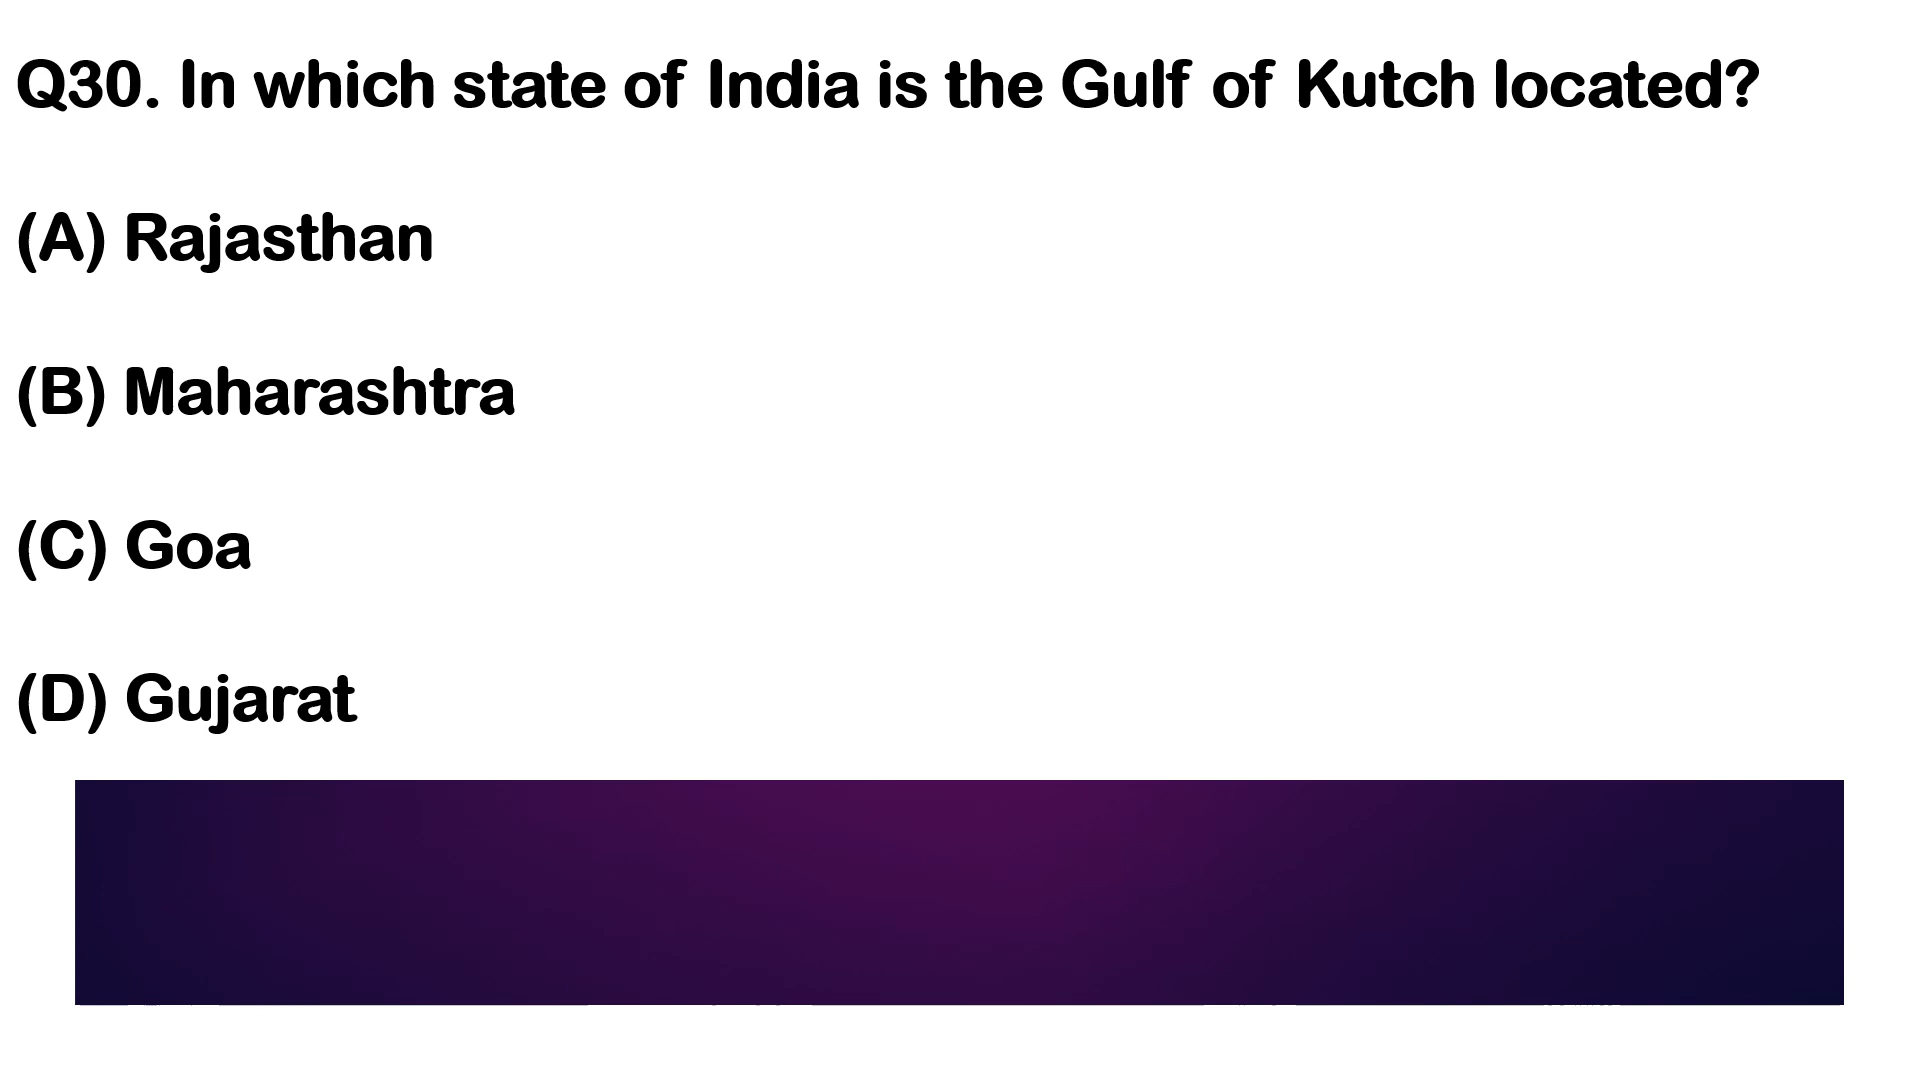 Q30. In which state of India is the Gulf of Kutch located?
(A) Rajasthan
(B) Maharashtra
(C) Goa
(D) Gujarat